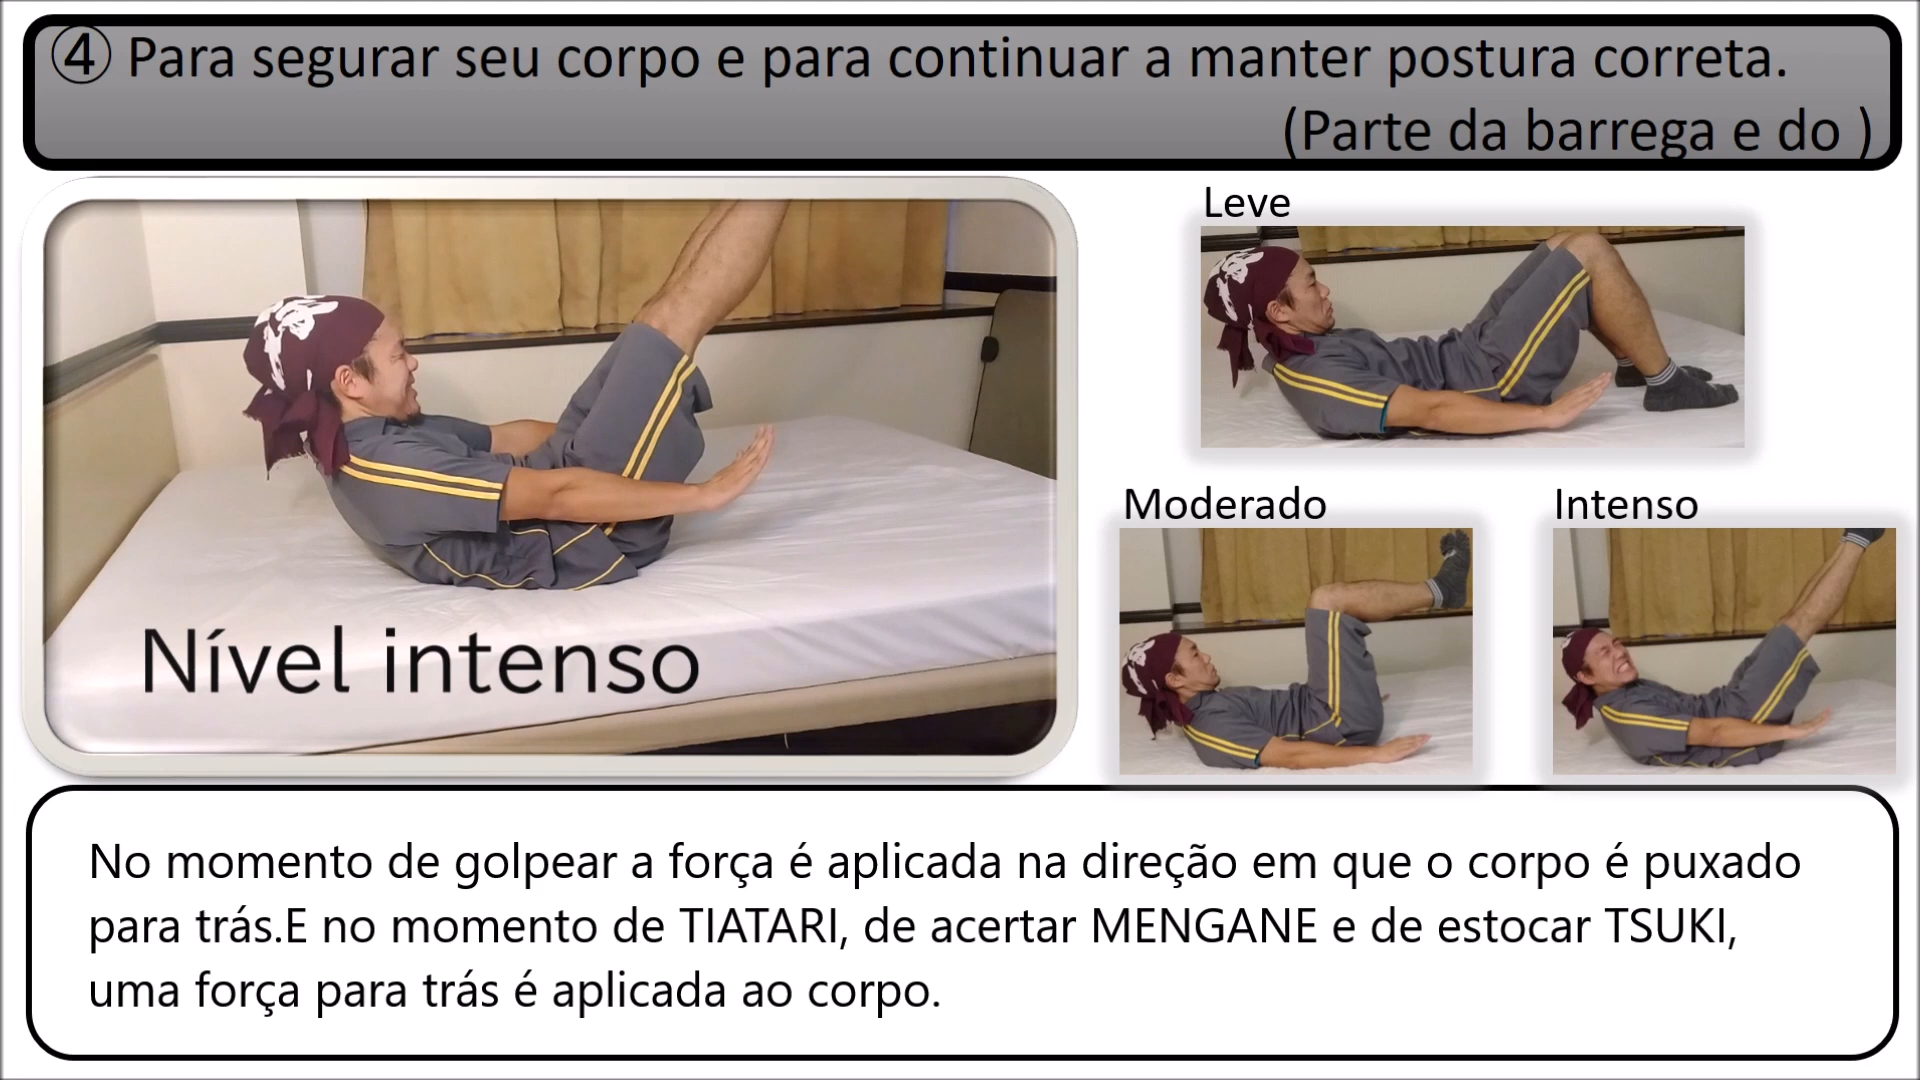 ④ Para segurar seu corpo e para continuar a manter postura correta.
(Parte da barrega e do )
Leve
Moderado
Intenso
Nível intenso
No momento de golpear a força é aplicada na direção em que o corpo é puxado
para trás.E no momento de TIATARI, de acertar MENGANE e de estocar TSUKI,
uma força para trás é aplicada ao corpo.